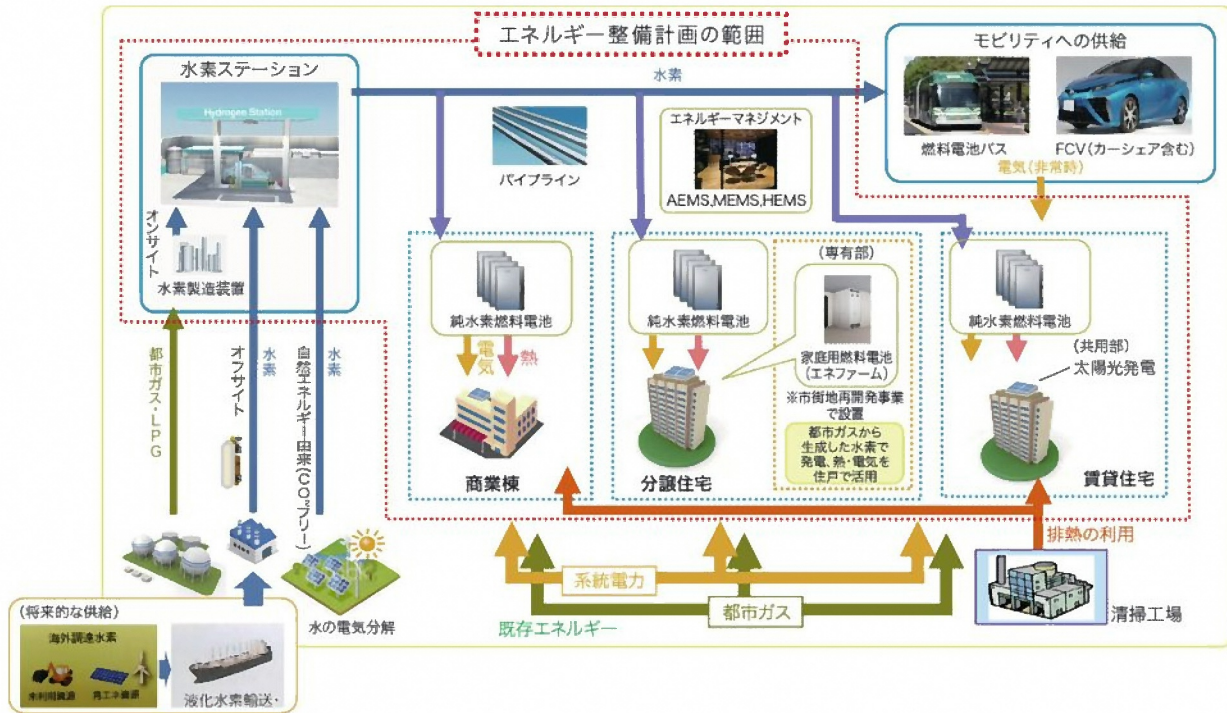 エネルギー整備計画の範囲
水素ステーション
Hydrogen Station
オンサイト
水素製造装置
水素
パイプライン
エネルギーマネジメント
AEMS,MEMS,HEMS
モビリティへの供給
燃料電池バス
FCV(カーシェア含む)
電気(非常時)
純水素燃料電池
電気
熱
商業棟
純水素燃料電池
分譲住宅
(専有部)
家庭用燃料電池
(エネファーム)
※市街地再開発事業
で設置
都市ガスから
生成した水素で
発電、熱・電気を
住戸で活用
純水素燃料電池
(共用部)
太陽光発電
賃貸住宅
都市ガス・LPG
オフサイト
水素
自然エネルギー由来(CO₂フリー)
水素
水の電気分解
系統電力
都市ガス
既存エネルギー
排熱の利用
清掃工場
(将来的な供給)
海外調達水素
未利用資源
再エネ資源
液化水素輸送・